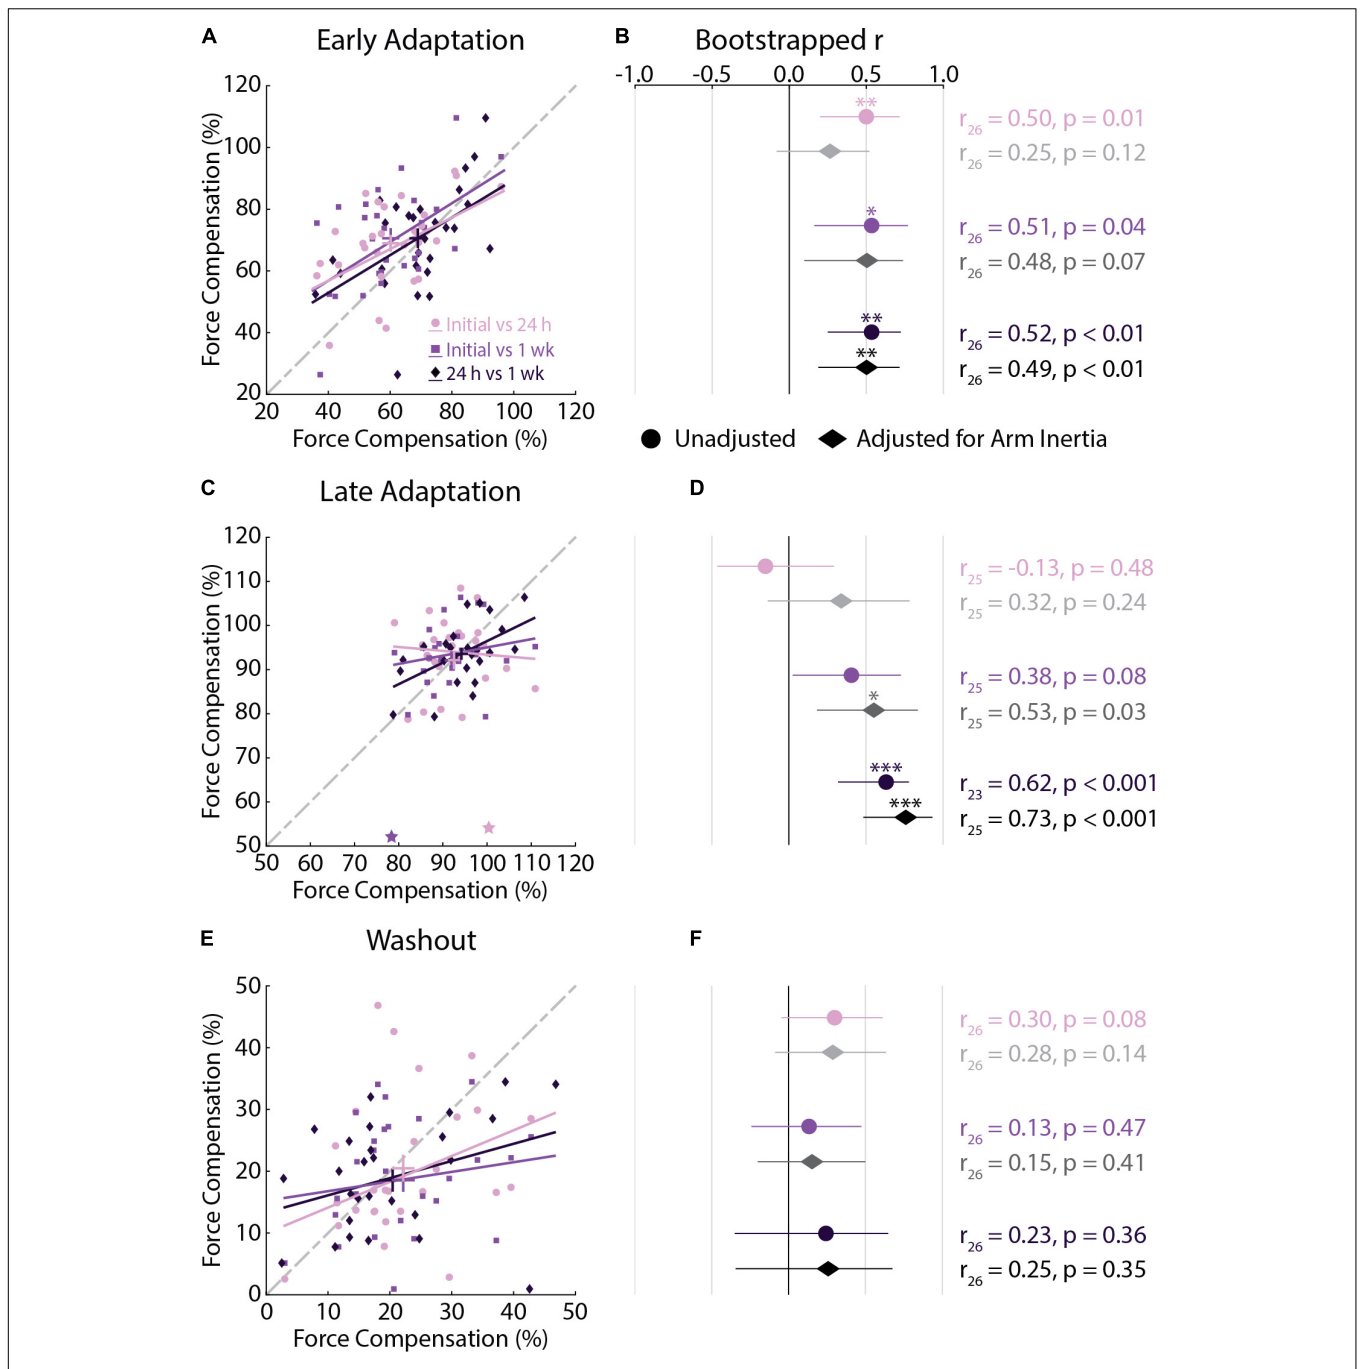 A
Early Adaptation
B
Bootstrapped r
-1.0 -0.5 0.0 0.5 1.0
120
100
80
60
40
20
Force Compensation (%)
20 40 60 80 100 120
Force Compensation (%)
Initial vs 24 h
Initial vs 1 wk
24 h vs 1 wk
**
r26 = 0.50, p = 0.01
r26 = 0.25, p = 0.12
*
r26 = 0.51, p = 0.04
r26 = 0.48, p = 0.07
**
r26 = 0.52, p < 0.01
**
r26 = 0.49, p < 0.01
Unadjusted
Adjusted for Arm Inertia
C
Late Adaptation
D
120
110
100
90
80
70
60
50
Force Compensation (%)
50 60 70 80 90 100 110 120
Force Compensation (%)
r25 = -0.13, p = 0.48
r25 = 0.32, p = 0.24
r25 = 0.38, p = 0.08
*
r25 = 0.53, p = 0.03
***
r23 = 0.62, p < 0.001
***
r25 = 0.73, p < 0.001
E
Washout
F
50
40
30
20
10
0
Force Compensation (%)
0 10 20 30 40 50
Force Compensation (%)
r26 = 0.30, p = 0.08
r26 = 0.28, p = 0.14
r26 = 0.13, p = 0.47
r26 = 0.15, p = 0.41
r26 = 0.23, p = 0.36
r26 = 0.25, p = 0.35